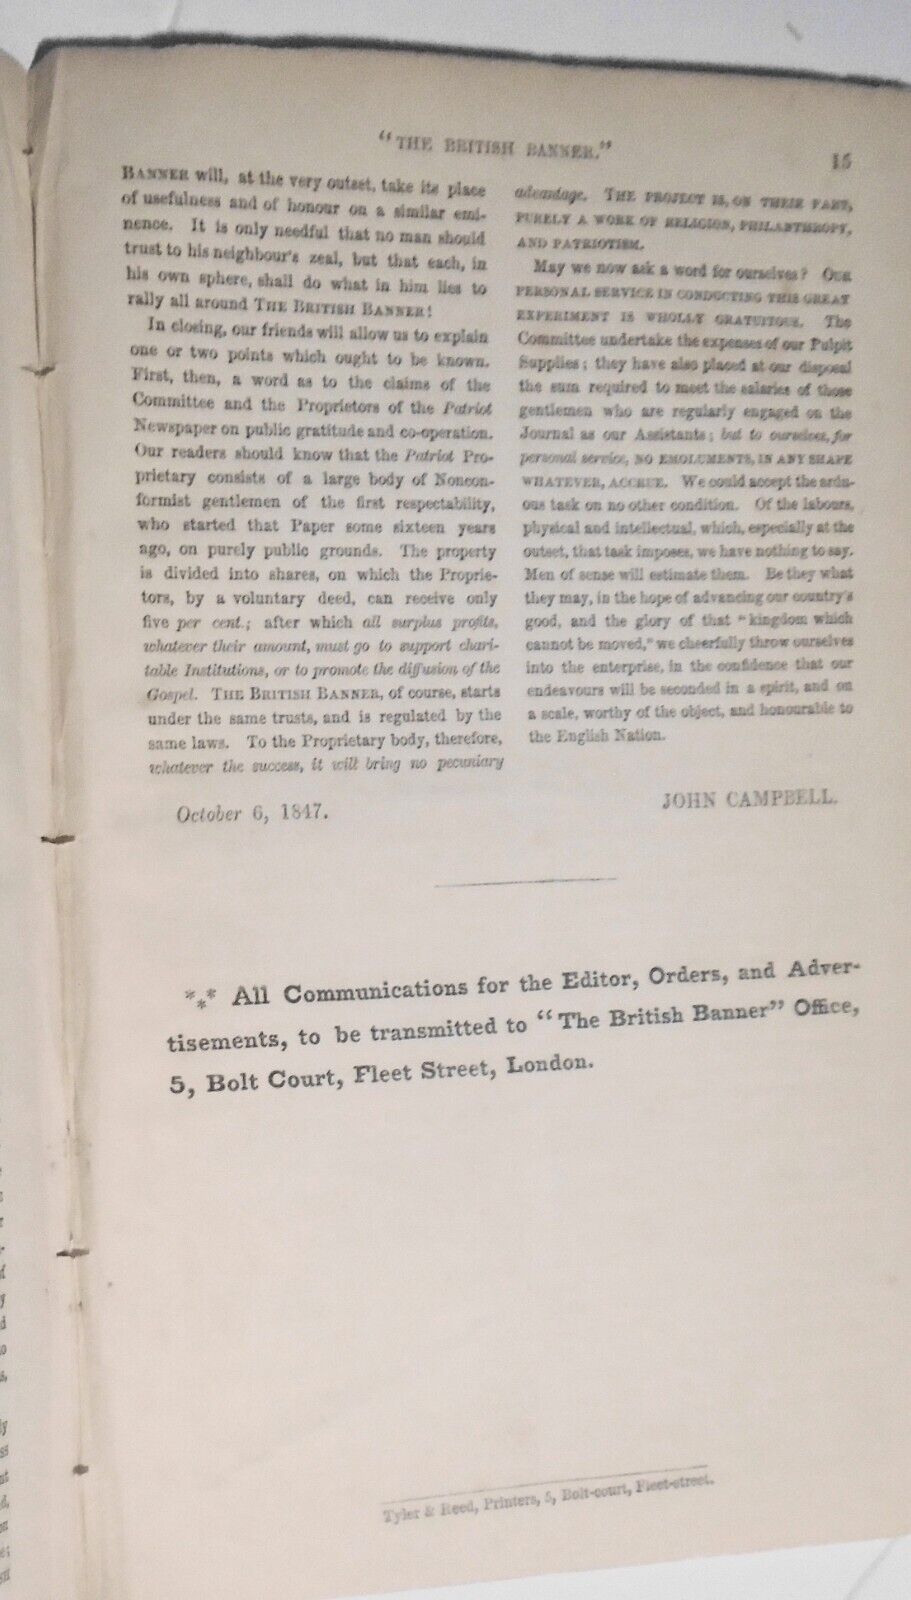 "THE BRITISH BANNER."
15
BANNER will, at the very outset, take its place
of usefulness and of honour on a similar emi-
nence. It is only needful that no man should
trust to his neighbour's zeal, but that each, in
his own sphere, shall do what in him lies to
rally all around THE BRITISH BANNER!
In closing, our friends will allow us to explain
one or two points which ought to be known.
First, then, a word as to the claims of the
Committee and the Proprietors of the Patriot
Newspaper on public gratitude and co-operation.
Our readers should know that the Patriot Pro-
prietary consists of a large body of Noncon-
formist gentlemen of the first respectability,
who started that Paper some sixteen years
ago, on purely public grounds. The property
is divided into shares, on which the Proprie-
tors, by a voluntary deed, can receive only
five per cent.; after which all surplus profits,
whatever their amount, must go to support chari-
table Institutions, or to promote the diffusion of the
Gospel. THE BRITISH BANNER, of course, starts
under the same trusts, and is regulated by the
same laws. To the Proprietary body, therefore,
whatever the success, it will bring no pecuniary
advantage. THE PROJECT IS, ON THEIR PART,
PURELY A WORK OF RELIGION, PHILANTHROPY,
AND PATRIOTISM.
May we now ask a word for ourselves? OUR
PERSONAL SERVICE IN CONDUCTING THIS GREAT
EXPERIMENT IS WHOLLY GRATUITOUS. The
Committee undertake the expenses of our Pulpit
Supplies; they have also placed at our disposal
the sum required to meet the salaries of those
gentlemen who are regularly engaged on the
Journal as our Assistants; but to ourselves, for
personal service, NO EMOLUMENTS, IN ANY SHAPE
WHATEVER, ACCRUE. We could accept the ardu-
ous task on no other condition. Of the labours,
physical and intellectual, which, especially at the
outset, that task imposes, we have nothing to say.
Men of sense will estimate them. Be they what
they may, in the hope of advancing our country's
good, and the glory of that "kingdom which
cannot be moved," we cheerfully throw ourselves
into the enterprise, in the confidence that our
endeavours will be seconded in a spirit, and on
a scale, worthy of the object, and honourable to
the English Nation.
JOHN CAMPBELL.
October 6, 1847.
*** All Communications for the Editor, Orders, and Adver-
tisements, to be transmitted to "The British Banner" Office,
5, Bolt Court, Fleet Street, London.
Tyler & Reed, Printers, 5, Bolt-court, Fleet-street.